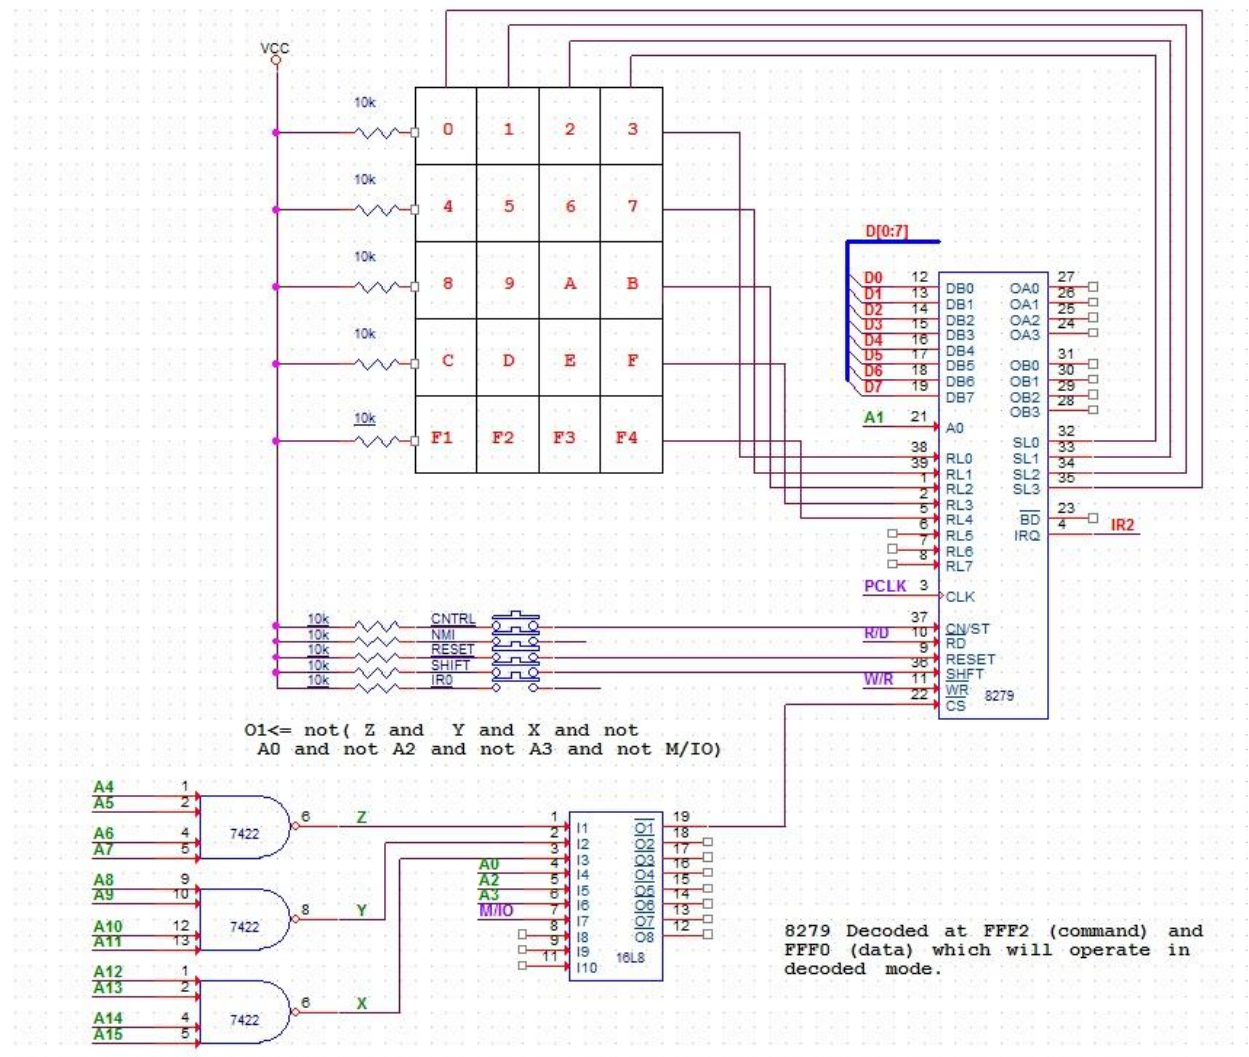 VCC
10k
0 1 2 3
10k
4 5 6 7
10k
8 9 A B
10k
C D E F
10k
F1 F2 F3 F4
D[0:7]
D0 12 DB0
D1 13 DB1
D2 14 DB2
D3 15 DB3
D4 16 DB4
D5 17 DB5
D6 18 DB6
D7 19 DB7
A1 21 A0
38 RL0
39 RL1
1 RL2
2 RL3
5 RL4
6 RL5
7 RL6
8 RL7
PCLK 3 CLK
37 CN/ST
R/D 10 RD
9 RESET
36 SHFT
W/R 11 WR
22 CS
8279
OA0 27
OA1 26
OA2 25
OA3 24
OB0 31
OB1 30
OB2 29
OB3 28
SL0 32
SL1 33
SL2 34
SL3 35
BD 23
IRQ 4 IR2
10k CNTRL
10k NMI
10k RESET
10k SHIFT
10k IR0
O1<= not( Z and Y and X and not
A0 and not A2 and not A3 and not M/IO)
A4 1
A5 2
A6 4
A7 5
7422
6 Z
A8 9
A9 10
A10 12
A11 13
7422
8 Y
A12 1
A13 2
A14 4
A15 5
7422
6 X
1 I1
2 I2
3 I3
A0 4 I4
A2 5 I5
A3 6 I6
M/IO 7 I7
8 I8
9 I9
11 I10
16L8
O1 19
O2 18
O3 17
O4 16
O5 15
O6 14
O7 13
O8 12
8279 Decoded at FFF2 (command) and
FFF0 (data) which will operate in
decoded mode.